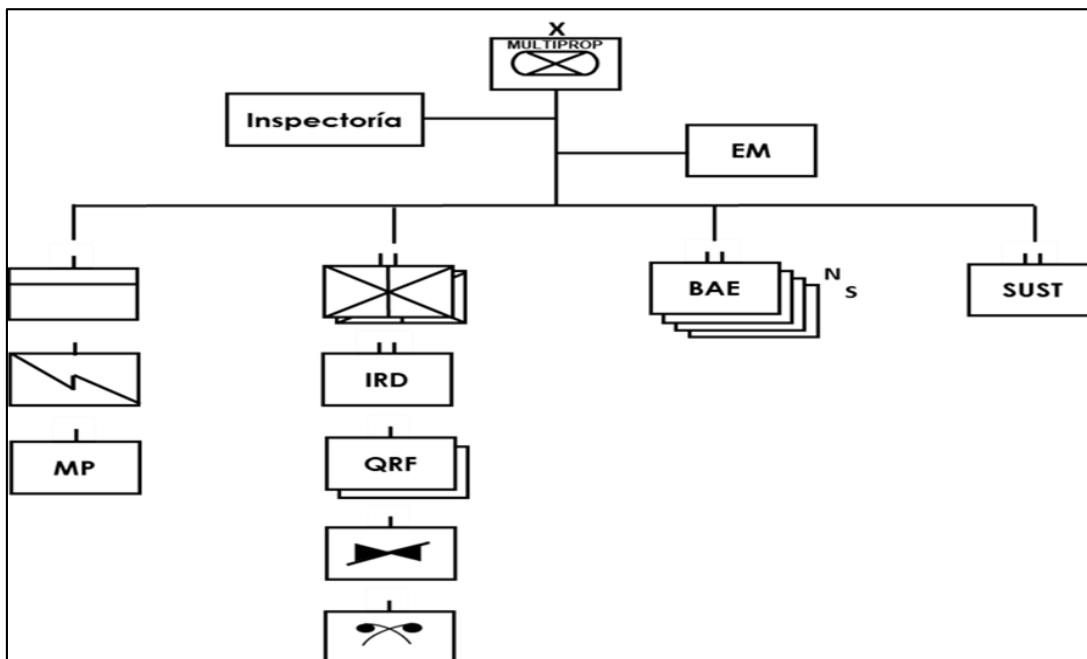 X
MULTIPROP
Inspectoría
EM
BAE
N
S
SUST
IRD
QRF
MP